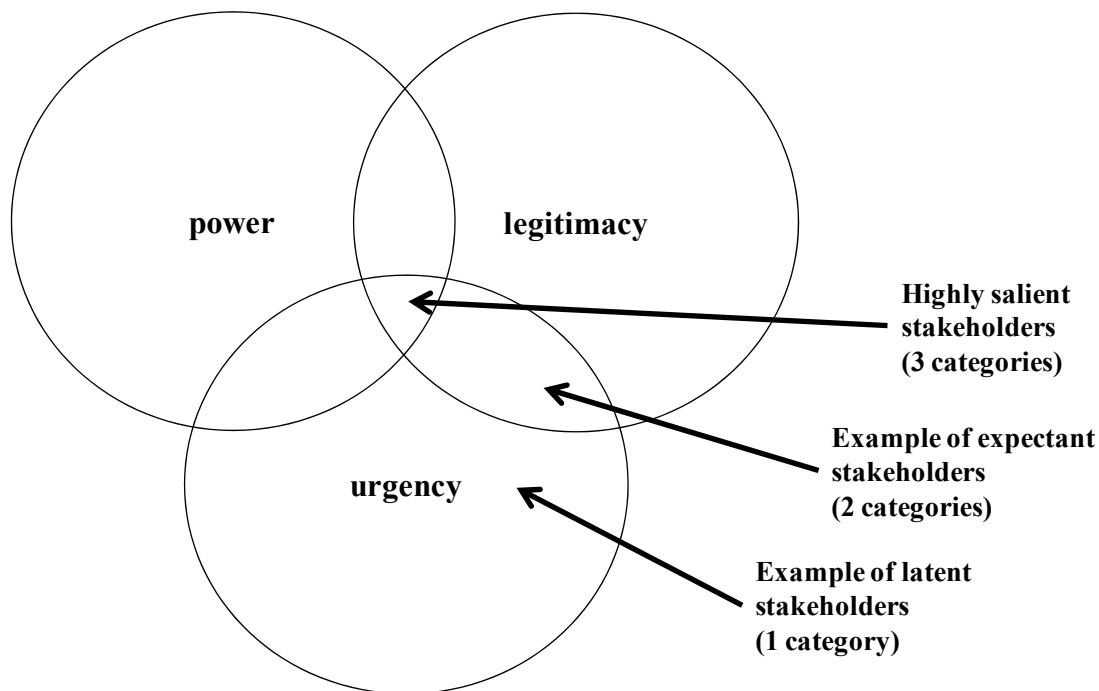 power
legitimacy
Highly salient
stakeholders
(3 categories)
Example of expectant
stakeholders
(2 categories)
urgency
Example of latent
stakeholders
(1 category)